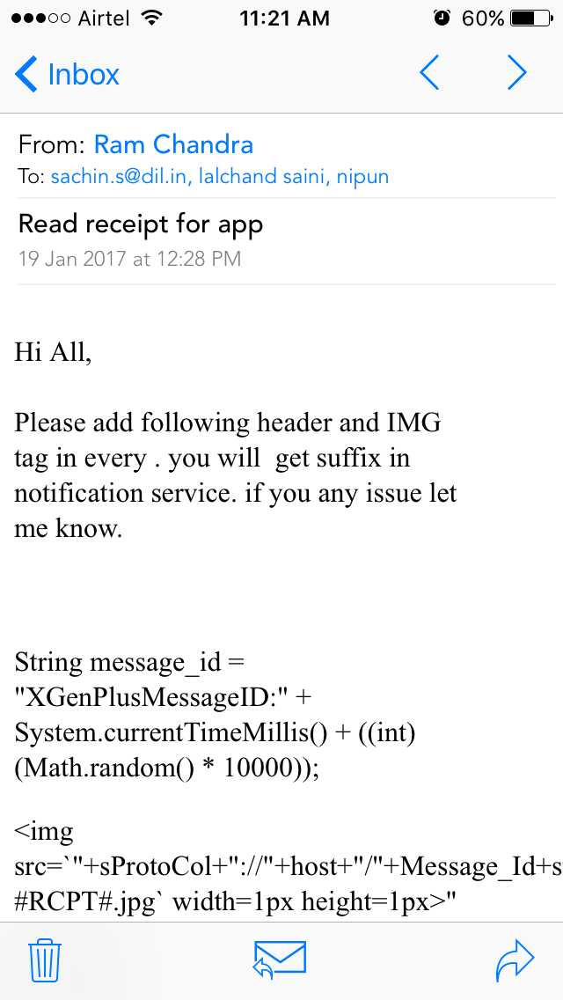 Airtel 11:21 AM 60%
Inbox
From: Ram Chandra
To: sachin.s@dil.in, lalchand saini, nipun
Read receipt for app
19 Jan 2017 at 12:28 PM
Hi All,
Please add following header and IMG
tag in every . you will  get suffix in
notification service. if you any issue let
me know.
String message_id =
"XGenPlusMessageID:" +
System.currentTimeMillis() + ((int)
(Math.random() * 10000));
<img
src=`"+sProtoCol+"://"+host+"/"+Message_Id+s
#RCPT#.jpg` width=1px height=1px>"